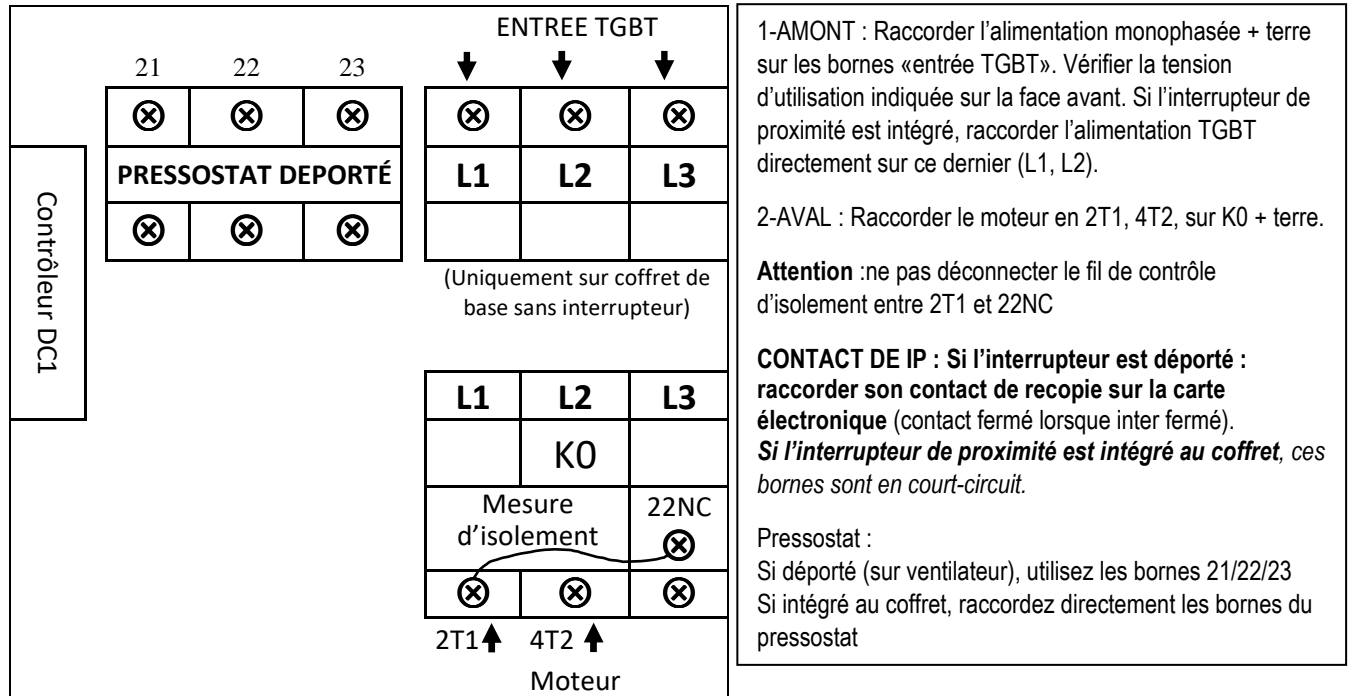 ENTREE TGBT
21 22 23
PRESSOSTAT DEPORTÉ
L1 L2 L3
(Uniquement sur coffret de
base sans interrupteur)
Contrôleur DC1
L1 L2 L3
K0
Mesure
d’isolement
22NC
2T1 4T2
Moteur
1-AMONT : Raccorder l’alimentation monophasée + terre
sur les bornes «entrée TGBT». Vérifier la tension
d’utilisation indiquée sur la face avant. Si l’interrupteur de
proximité est intégré, raccorder l’alimentation TGBT
directement sur ce dernier (L1, L2).
2-AVAL : Raccorder le moteur en 2T1, 4T2, sur K0 + terre.
Attention :ne pas déconnecter le fil de contrôle
d’isolement entre 2T1 et 22NC
CONTACT DE IP : Si l’interrupteur est déporté :
raccorder son contact de recopie sur la carte
électronique (contact fermé lorsque inter fermé).
Si l’interrupteur de proximité est intégré au coffret, ces
bornes sont en court-circuit.
Pressostat :
Si déporté (sur ventilateur), utilisez les bornes 21/22/23
Si intégré au coffret, raccordez directement les bornes du
pressostat